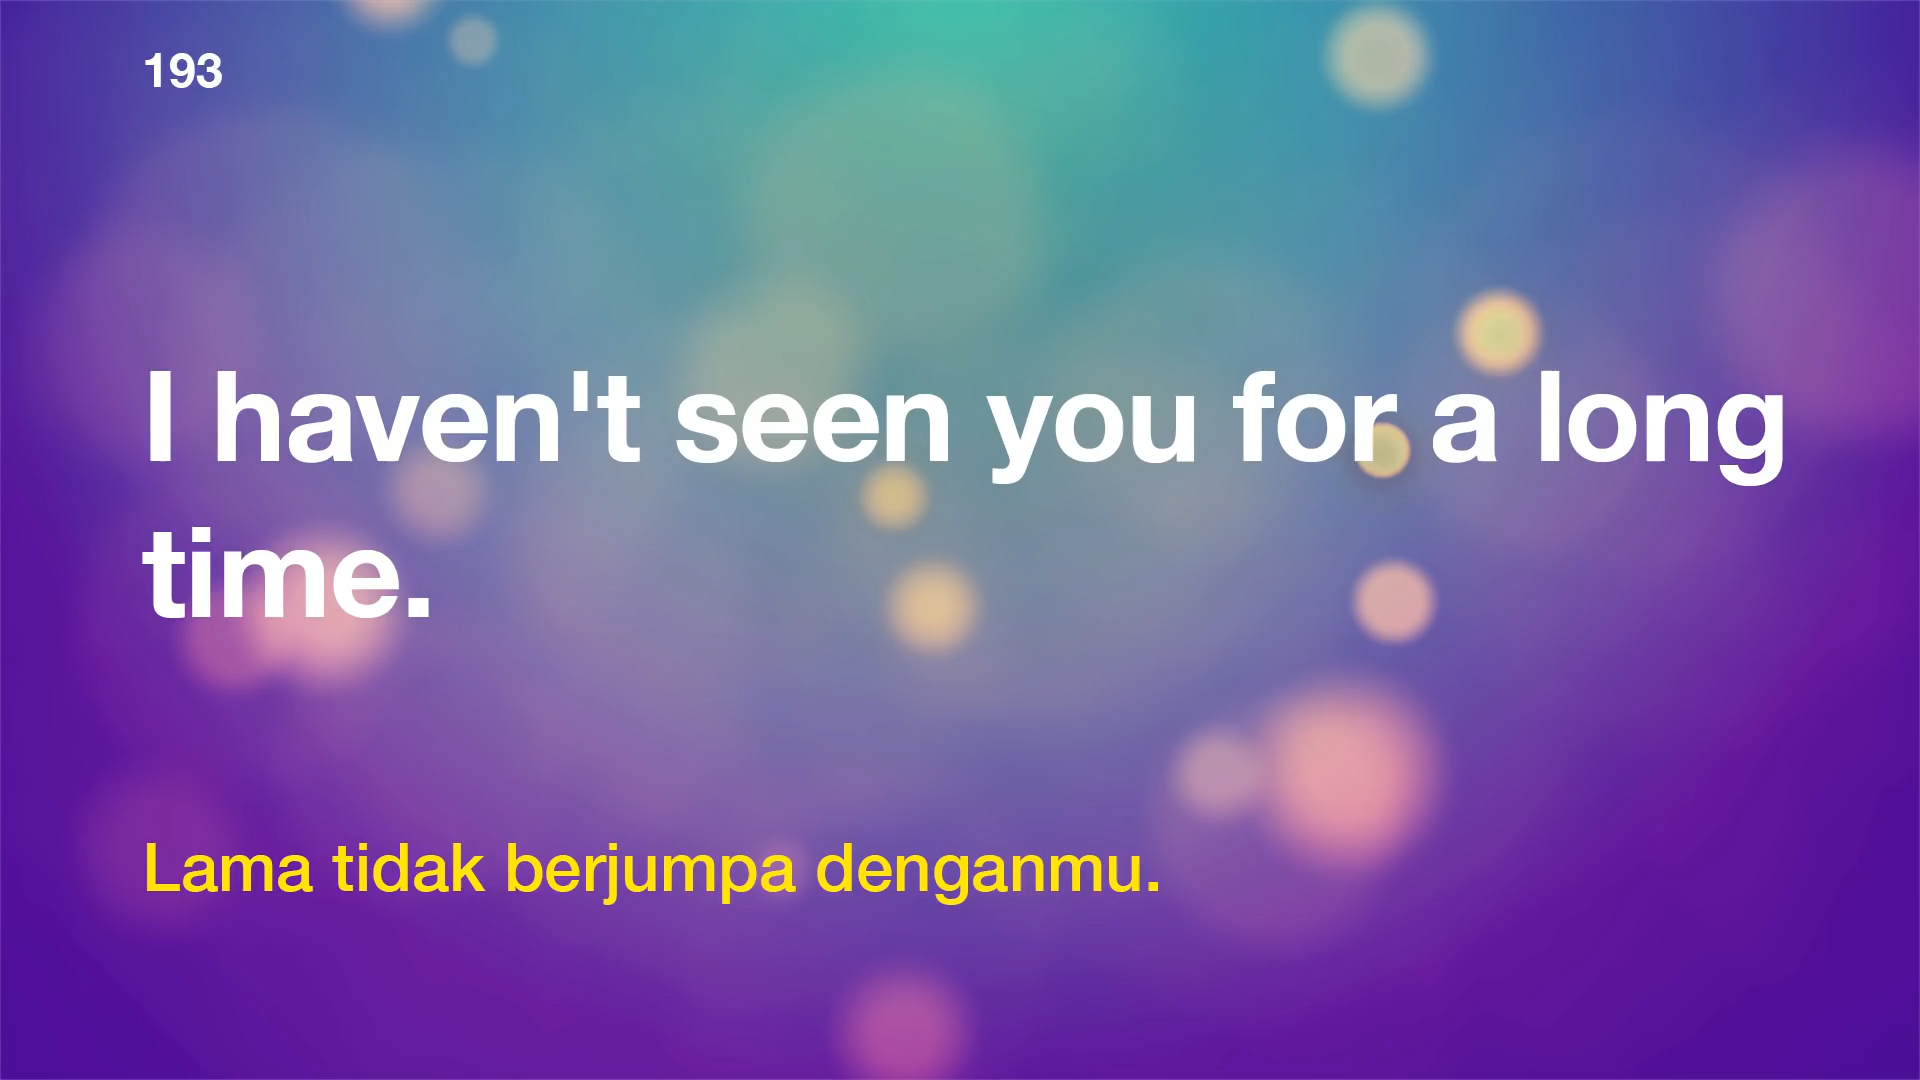 193
I haven't seen you for a long
time.
Lama tidak berjumpa denganmu.